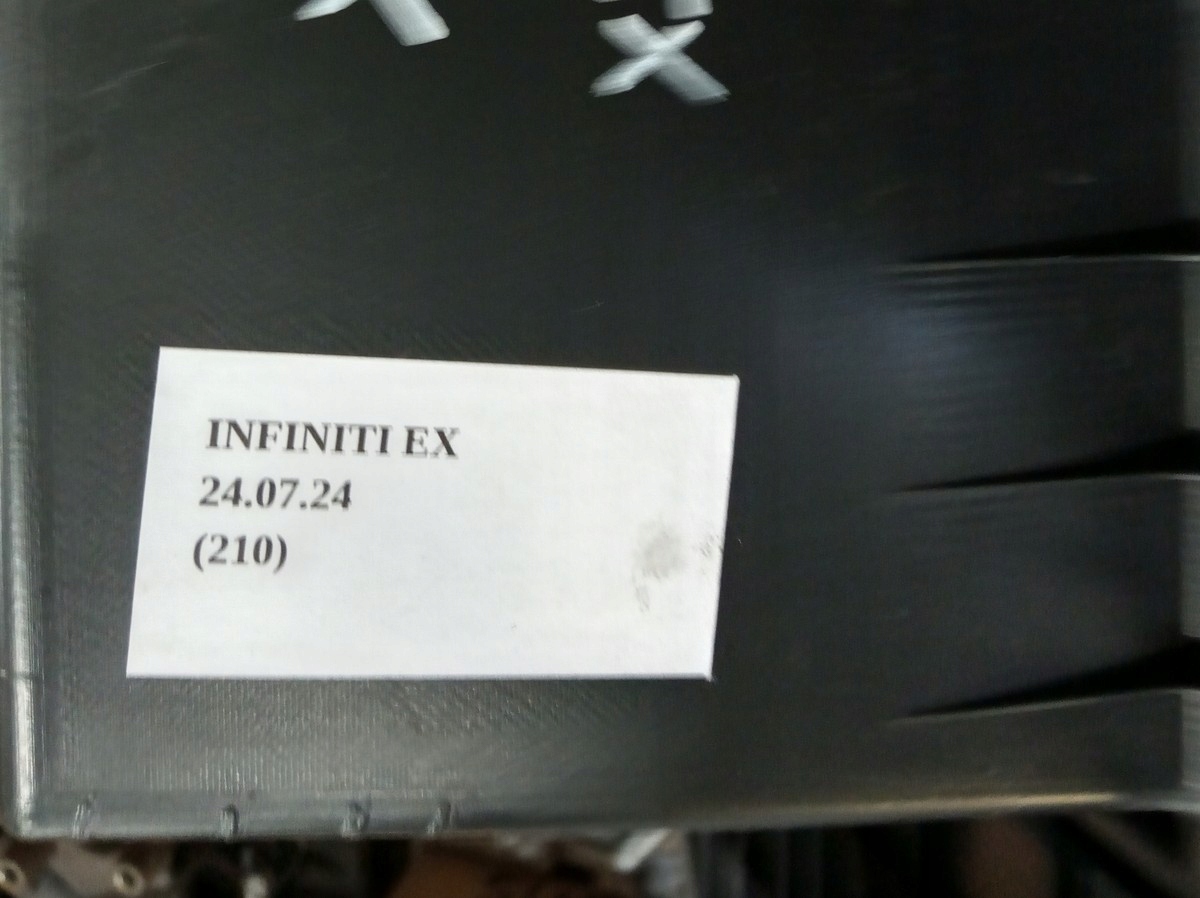 INFINITI EX
24.07.24
(210)